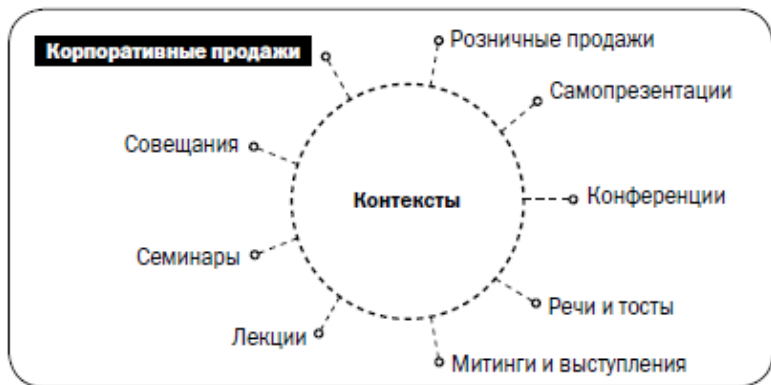 Корпоративные продажи
Розничные продажи
Самопрезентации
Совещания
Контексты
Конференции
Семинары
Речи и тосты
Лекции
Митинги и выступления